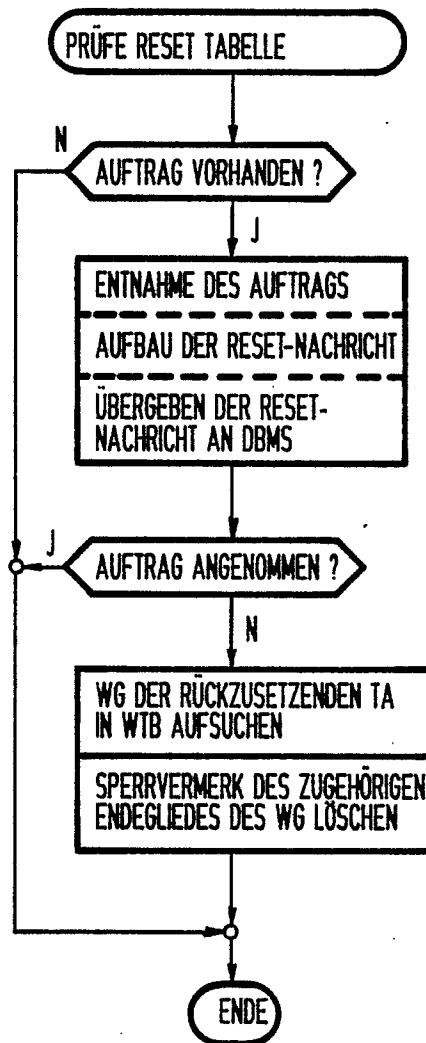 PRÜFE RESET TABELLE
N
AUFTRAG VORHANDEN ?
J
ENTNAHME DES AUFTRAGS
AUFBAU DER RESET-NACHRICHT
ÜBERGEBEN DER RESET-
NACHRICHT AN DBMS
J
AUFTRAG ANGENOMMEN ?
N
WG DER RÜCKZUSETZENDEN TA
IN WTB AUFSUCHEN
SPERRVERMERK DES ZUGEHÖRIGEN
ENDEGLIEDES DES WG LÖSCHEN
ENDE